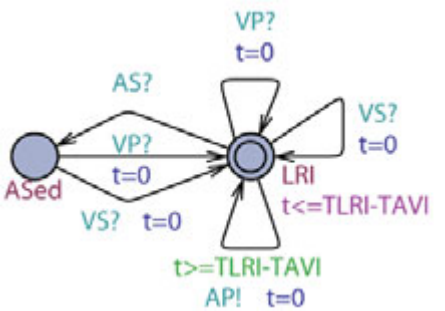 VP?
t=0
AS?
VS?
t=0
VP?
t=0
ASed
LRI
t<=TLRI-TAVI
VS? t=0
t>=TLRI-TAVI
AP! t=0